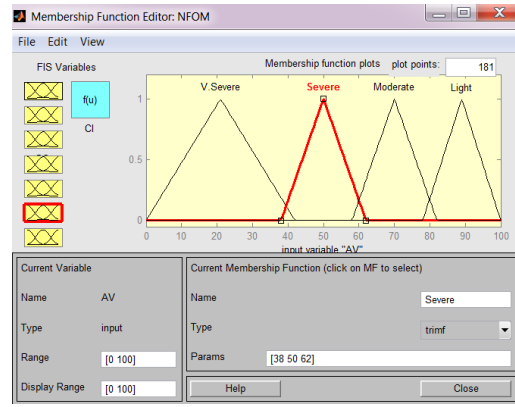 Membership Function Editor: NFOM
File Edit View
FIS Variables
f(u)
CI
Membership function plots plot points: 181
V.Severe Severe Moderate Light
1
0.5
0
0 10 20 30 40 50 60 70 80 90 100
input variable "AV"
Current Variable
Name AV
Type input
Range [0 100]
Display Range [0 100]
Current Membership Function (click on MF to select)
Name Severe
Type trimf
Params [38 50 62]
Help Close